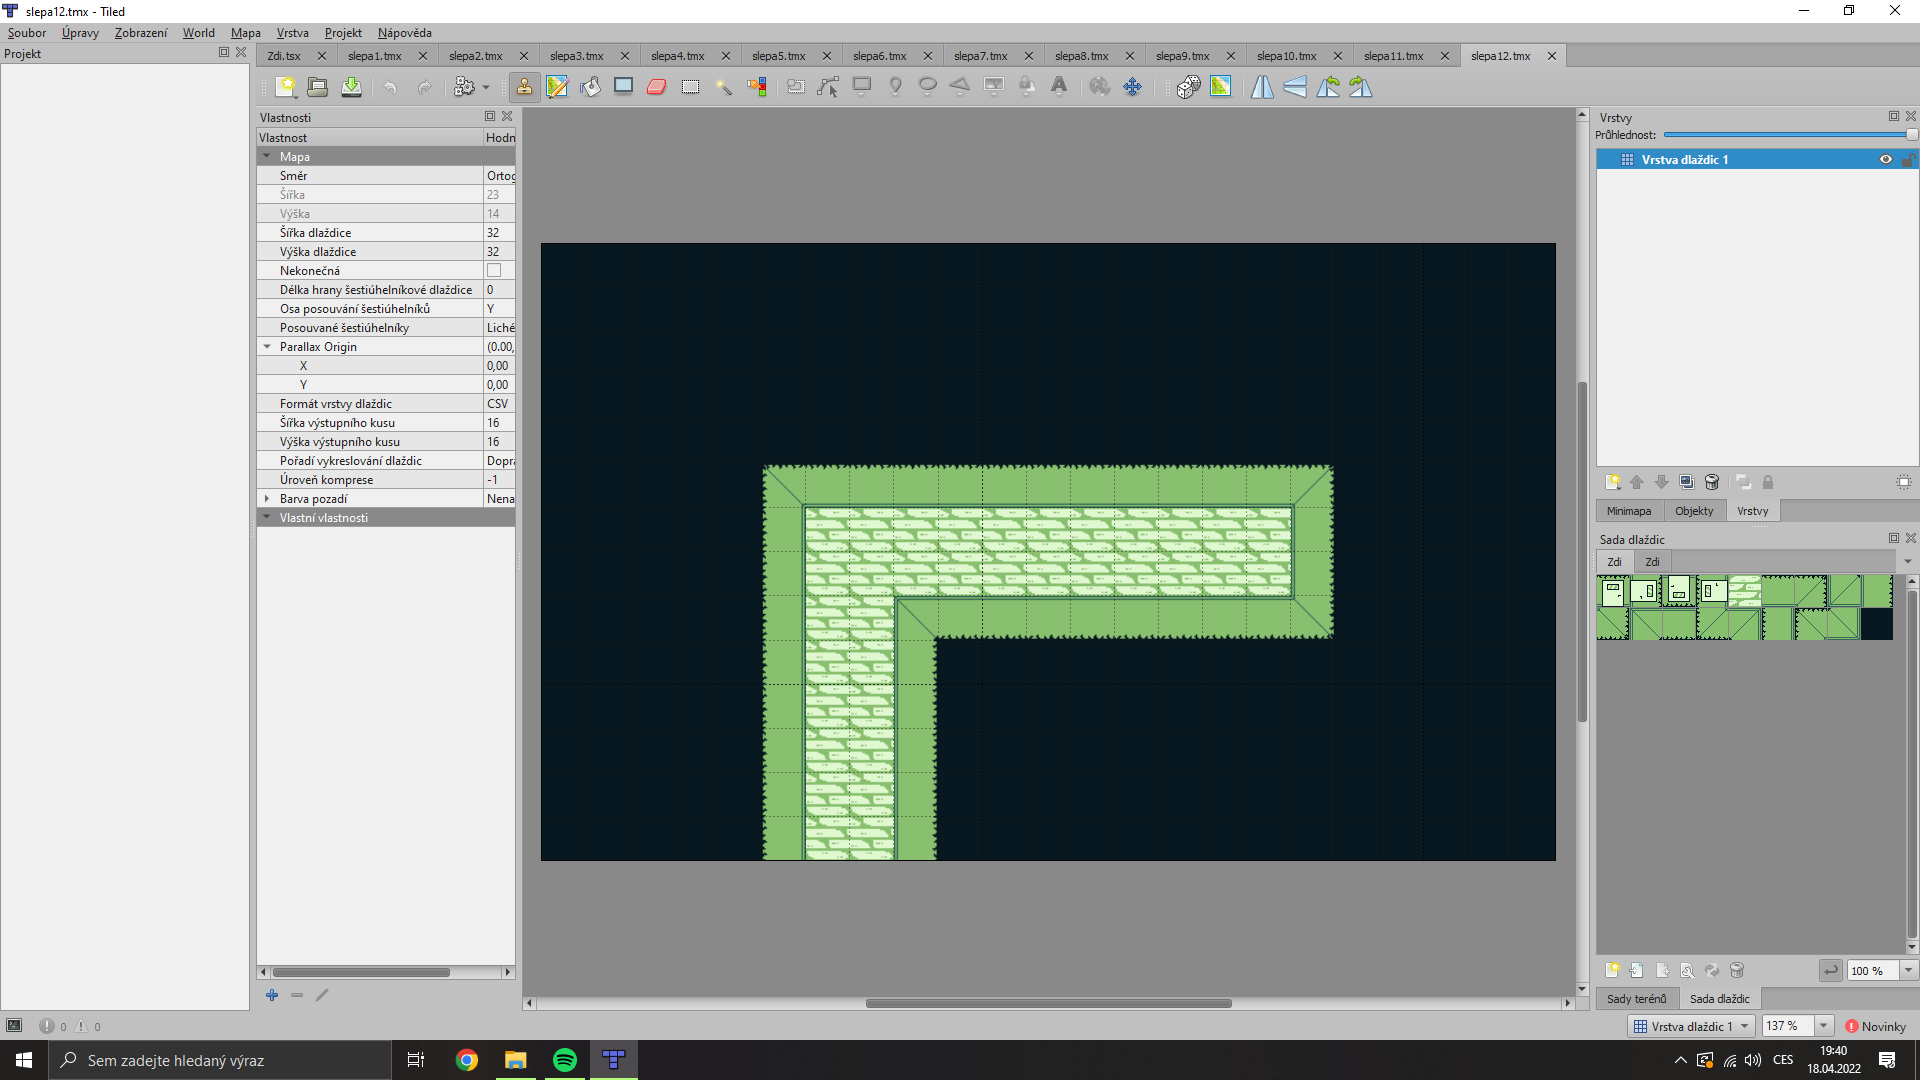 slepa12.tmx - Tiled
Soubor Úpravy Zobrazení World Mapa Vrstva Projekt Nápověda
Projekt
Zdi.tsx slepa1.tmx slepa2.tmx slepa3.tmx slepa4.tmx slepa5.tmx slepa6.tmx slepa7.tmx slepa8.tmx slepa9.tmx slepa10.tmx slepa11.tmx slepa12.tmx
Vlastnosti
Vlastnost Hodn
Mapa
Směr Ortog
Šířka 23
Výška 14
Šířka dlaždice 32
Výška dlaždice 32
Nekonečná
Délka hrany šestiúhelníkové dlaždice 0
Osa posouvání šestiúhelníků Y
Posouvané šestiúhelníky Liché
Parallax Origin (0.00,
X 0,00
Y 0,00
Formát vrstvy dlaždic CSV
Šířka výstupního kusu 16
Výška výstupního kusu 16
Pořadí vykreslování dlaždic Dopra
Úroveň komprese -1
Barva pozadí Nena
Vlastní vlastnosti
Vrstvy
Průhlednost:
Vrstva dlaždic 1
Minimapa Objekty Vrstvy
Sada dlaždic
Zdi Zdi
100 %
Sady terénů Sada dlaždic
0 0
Vrstva dlaždic 1 137 % Novinky
Sem zadejte hledaný výraz
CES
19:40
18.04.2022